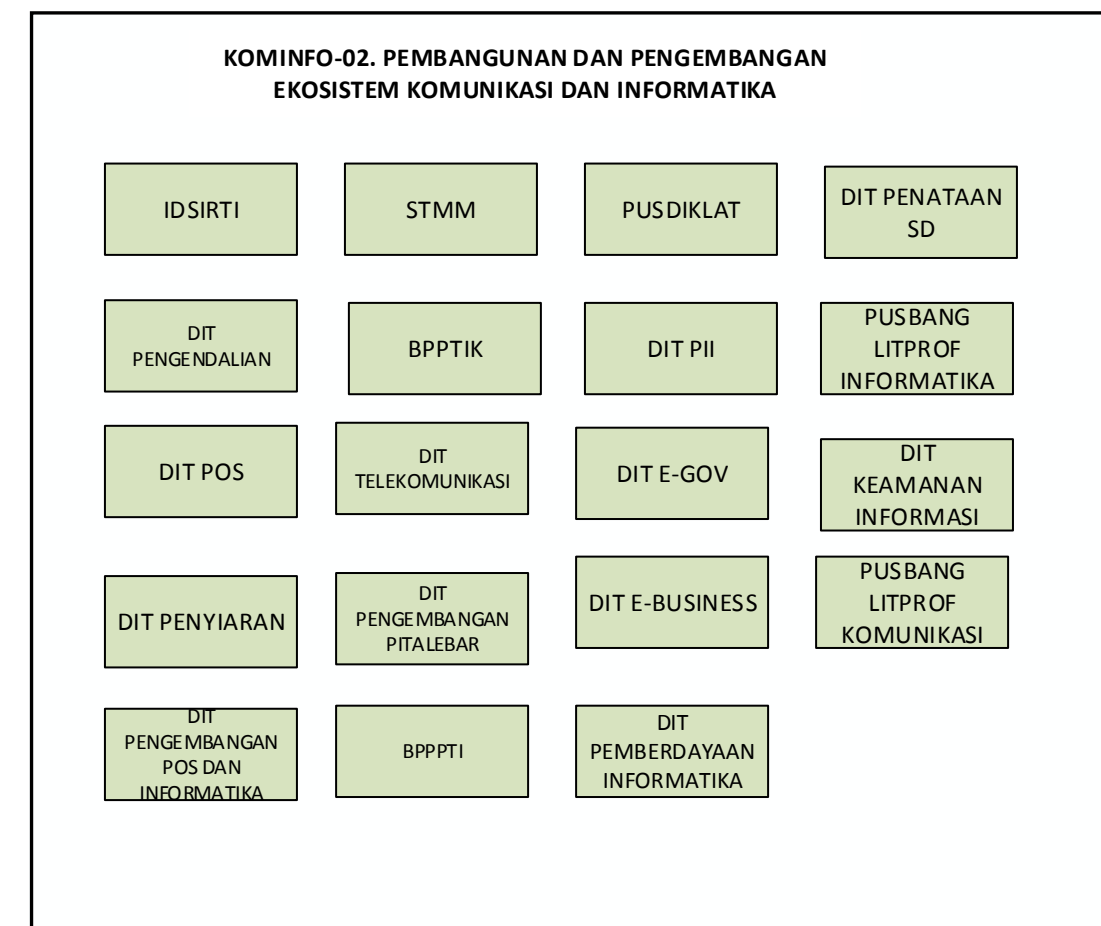 KOMINFO-02. PEMBANGUNAN DAN PENGEMBANGAN
EKOSISTEM KOMUNIKASI DAN INFORMATIKA
IDSIRTI
STMM
PUSDIKLAT
DIT PENATAAN
SD
DIT
PENGENDALIAN
BPPTIK
DIT PII
PUSBANG
LITPROF
INFORMATIKA
DIT POS
DIT
TELEKOMUNIKASI
DIT E-GOV
DIT
KEAMANAN
INFORMASI
DIT PENYIARAN
DIT
PENGEMBANGAN
PITALEBAR
DIT E-BUSINESS
PUSBANG
LITPROF
KOMUNIKASI
DIT
PENGEMBANGAN
POS DAN
INFORMATIKA
BPPPTI
DIT
PEMBERDAYAAN
INFORMATIKA